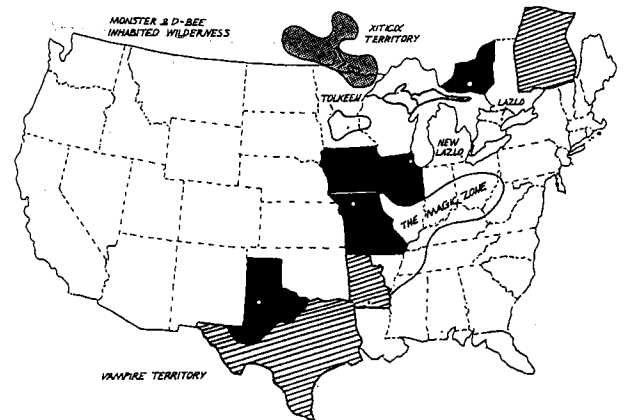 MONSTER & D-BEE
INHABITED WILDERNESS
XITICIX
TERRITORY
TOLKEEN
LAZLO
NEW
LAZLO
THE MAGIC ZONE
VAMPIRE TERRITORY